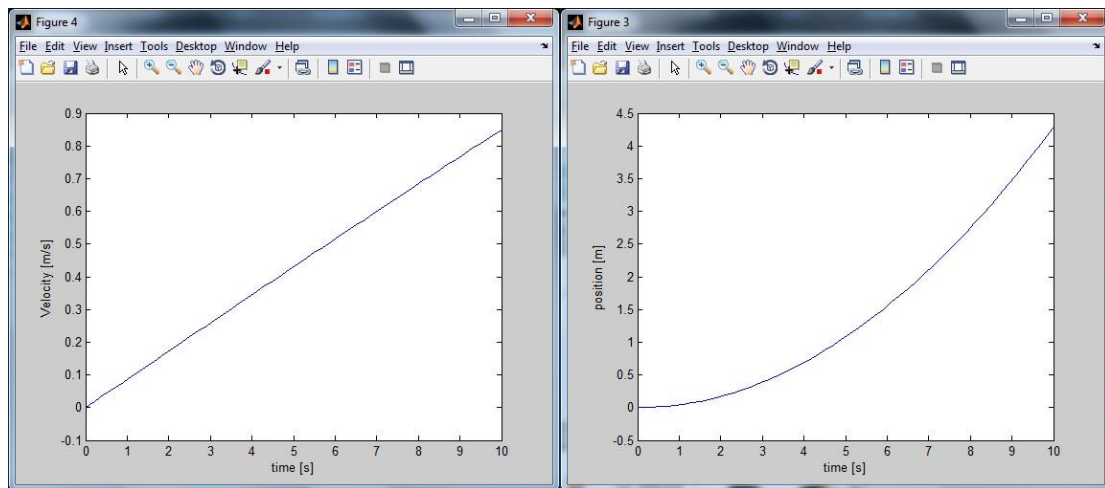 Figure 4
File Edit View Insert Tools Desktop Window Help
0.9
0.8
0.7
0.6
0.5
0.4
0.3
0.2
0.1
0
-0.1
Velocity [m/s]
0 1 2 3 4 5 6 7 8 9 10
time [s]
Figure 3
File Edit View Insert Tools Desktop Window Help
4.5
4
3.5
3
2.5
2
1.5
1
0.5
0
-0.5
position [m]
0 1 2 3 4 5 6 7 8 9 10
time [s]